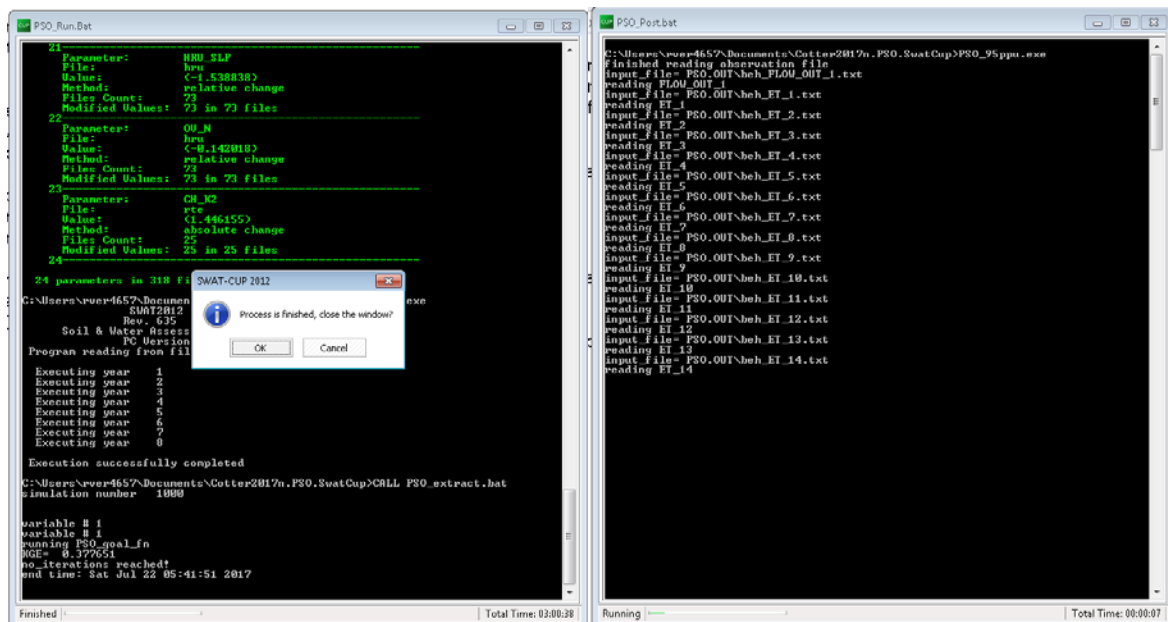 PSO_Run.Bat
21
Parameter: HRU_SLP
File: hru
Value: (-1.538838)
Method: relative change
Files Count: 73
Modified Values: 73 in 73 files
22
Parameter: OV_N
File: hru
Value: (-0.142018)
Method: relative change
Files Count: 73
Modified Values: 73 in 73 files
23
Parameter: CH_K2
File: rte
Value: (1.446155)
Method: absolute change
Files Count: 25
Modified Values: 25 in 25 files
24
24 parameters in 318 fi
C:\Users\rver4657\Documen exe
SWAT2012
Rev. 635
Soil & Water Assess
PC Version
Program reading from fil
Executing year 1
Executing year 2
Executing year 3
Executing year 4
Executing year 5
Executing year 6
Executing year 7
Executing year 8
Execution successfully completed
C:\Users\rver4657\Documents\Cotter2017n.PSO.SwatCup>CALL PSO_extract.bat
simulation number 1000
variable # 1
variable # 1
running PSO_goal_fn
KGE= 0.377651
no_iterations reached!
end time: Sat Jul 22 05:41:51 2017
Finished
Total Time: 03:00:38
SWAT-CUP 2012
Process is finished, close the window?
OK
Cancel
PSO_Post.bat
C:\Users\rver4657\Documents\Cotter2017n.PSO.SwatCup>PSO_95ppu.exe
finished reading observation file
input_file= PSO.OUT\beh_FLOW_OUT_1.txt
reading FLOW_OUT_1
input_file= PSO.OUT\beh_ET_1.txt
reading ET_1
input_file= PSO.OUT\beh_ET_2.txt
reading ET_2
input_file= PSO.OUT\beh_ET_3.txt
reading ET_3
input_file= PSO.OUT\beh_ET_4.txt
reading ET_4
input_file= PSO.OUT\beh_ET_5.txt
reading ET_5
input_file= PSO.OUT\beh_ET_6.txt
reading ET_6
input_file= PSO.OUT\beh_ET_7.txt
reading ET_7
input_file= PSO.OUT\beh_ET_8.txt
reading ET_8
input_file= PSO.OUT\beh_ET_9.txt
reading ET_9
input_file= PSO.OUT\beh_ET_10.txt
reading ET_10
input_file= PSO.OUT\beh_ET_11.txt
reading ET_11
input_file= PSO.OUT\beh_ET_12.txt
reading ET_12
input_file= PSO.OUT\beh_ET_13.txt
reading ET_13
input_file= PSO.OUT\beh_ET_14.txt
reading ET_14
Running
Total Time: 00:00:07